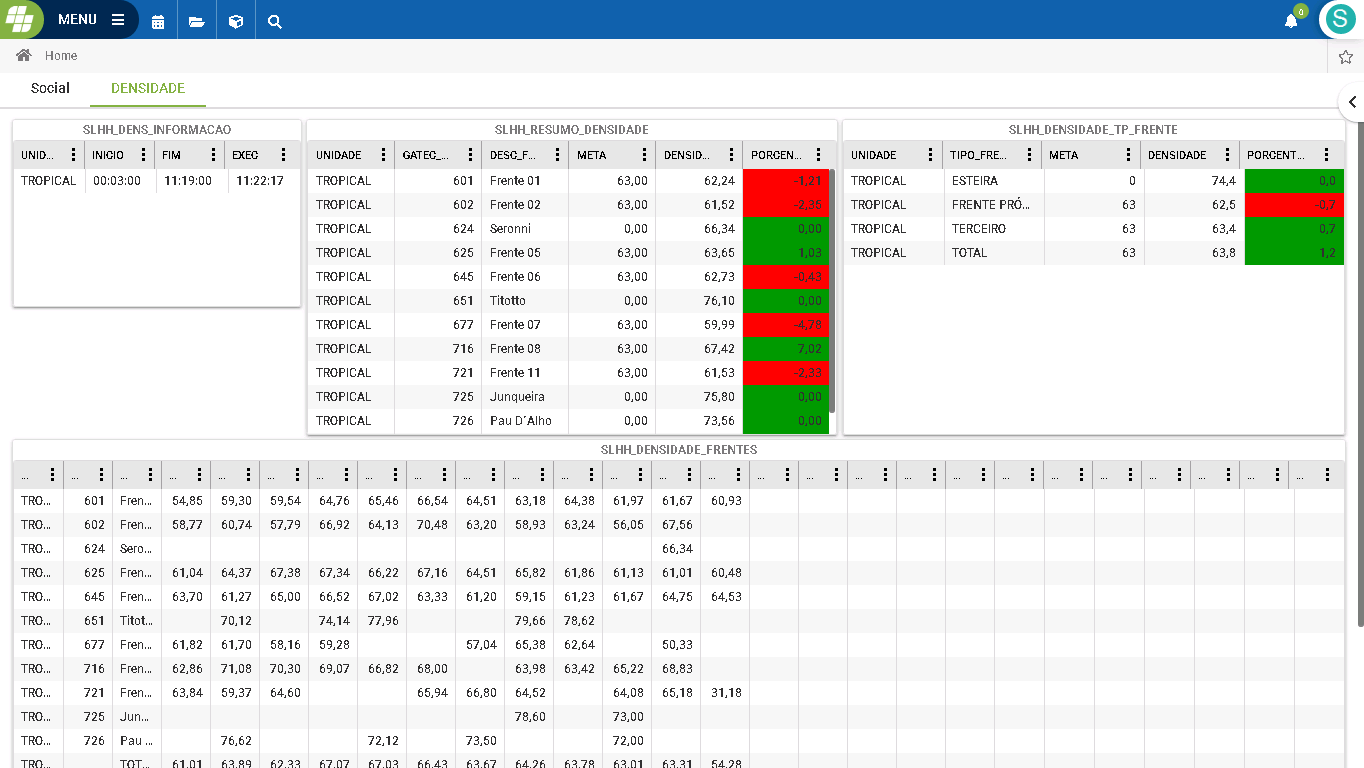 MENU
0
S
Home
Social DENSIDADE
SLHH_DENS_INFORMACAO
UNID... INICIO FIM EXEC
TROPICAL 00:03:00 11:19:00 11:22:17
SLHH_RESUMO_DENSIDADE
UNIDADE GATEC_... DESC_F... META DENSID... PORCEN...
TROPICAL 601 Frente 01 63,00 62,24 -1,21
TROPICAL 602 Frente 02 63,00 61,52 -2,35
TROPICAL 624 Seronni 0,00 66,34 0,00
TROPICAL 625 Frente 05 63,00 63,65 1,03
TROPICAL 645 Frente 06 63,00 62,73 -0,43
TROPICAL 651 Titotto 0,00 76,10 0,00
TROPICAL 677 Frente 07 63,00 59,99 -4,78
TROPICAL 716 Frente 08 63,00 67,42 7,02
TROPICAL 721 Frente 11 63,00 61,53 -2,33
TROPICAL 725 Junqueira 0,00 75,80 0,00
TROPICAL 726 Pau D´Alho 0,00 73,56 0,00
SLHH_DENSIDADE_TP_FRENTE
UNIDADE TIPO_FRE... META DENSIDADE PORCENT...
TROPICAL ESTEIRA 0 74,4 0,0
TROPICAL FRENTE PRÓ... 63 62,5 -0,7
TROPICAL TERCEIRO 63 63,4 0,7
TROPICAL TOTAL 63 63,8 1,2
SLHH_DENSIDADE_FRENTES
... ... ... ... ... ... ... ... ... ... ... ... ... ... ... ... ... ... ... ... ... ... ... ... ... ... ...
TRO... 601 Fren... 54,85 59,30 59,54 64,76 65,46 66,54 64,51 63,18 64,38 61,97 61,67 60,93
TRO... 602 Fren... 58,77 60,74 57,79 66,92 64,13 70,48 63,20 58,93 63,24 56,05 67,56
TRO... 624 Sero... 66,34
TRO... 625 Fren... 61,04 64,37 67,38 67,34 66,22 67,16 64,51 65,82 61,86 61,13 61,01 60,48
TRO... 645 Fren... 63,70 61,27 65,00 66,52 67,02 63,33 61,20 59,15 61,23 61,67 64,75 64,53
TRO... 651 Titot... 70,12 74,14 77,96 79,66 78,62
TRO... 677 Fren... 61,82 61,70 58,16 59,28 57,04 65,38 62,64 50,33
TRO... 716 Fren... 62,86 71,08 70,30 69,07 66,82 68,00 63,98 63,42 65,22 68,83
TRO... 721 Fren... 63,84 59,37 64,60 65,94 66,80 64,52 64,08 65,18 31,18
TRO... 725 Jun... 78,60 73,00
TRO... 726 Pau ... 76,62 72,12 73,50 72,00
TRO... TOT... 61,01 63,89 62,33 67,07 67,03 66,43 63,67 64,26 63,78 63,01 63,31 54,28